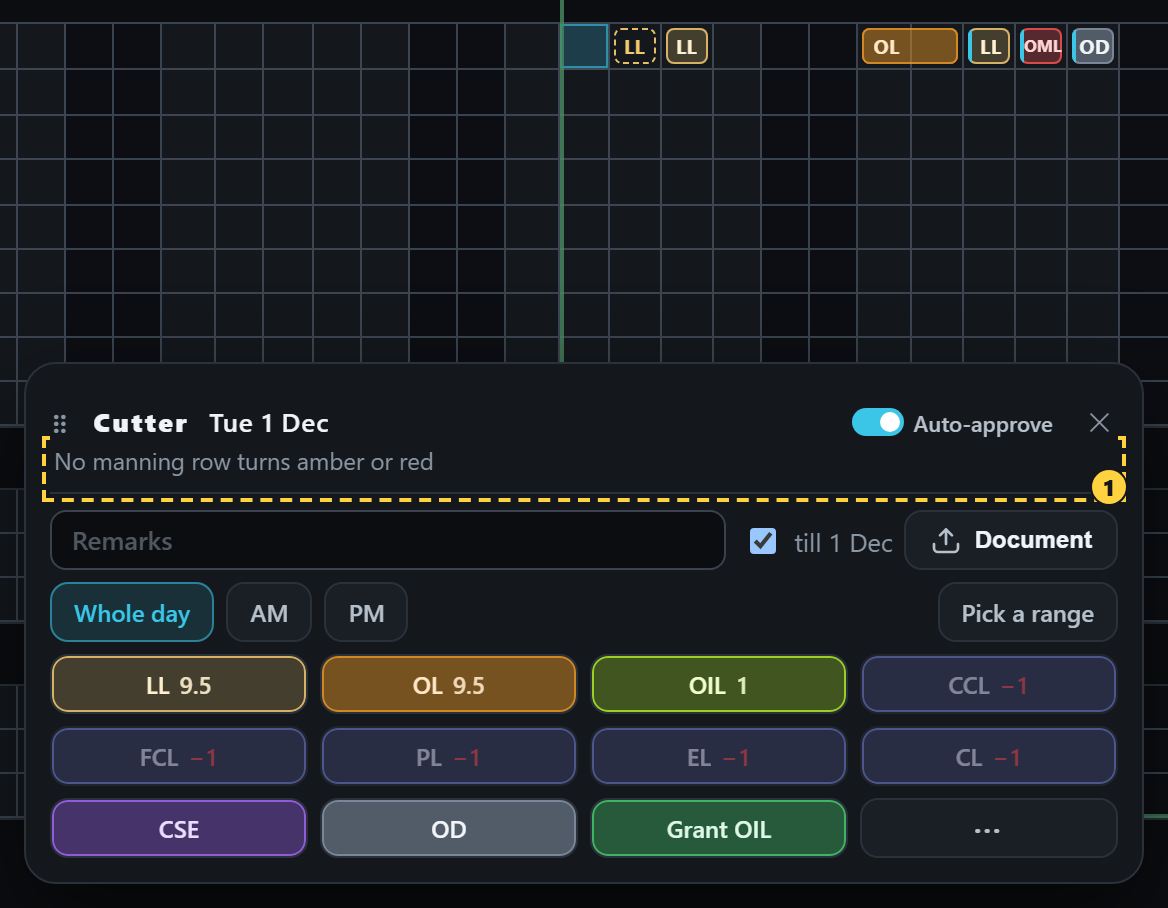 LL LL OL LL OML OD
Cutter Tue 1 Dec Auto-approve
No manning row turns amber or red
1
Remarks till 1 Dec Document
Whole day AM PM Pick a range
LL 9.5 OL 9.5 OIL 1 CCL −1
FCL −1 PL −1 EL −1 CL −1
CSE OD Grant OIL ...